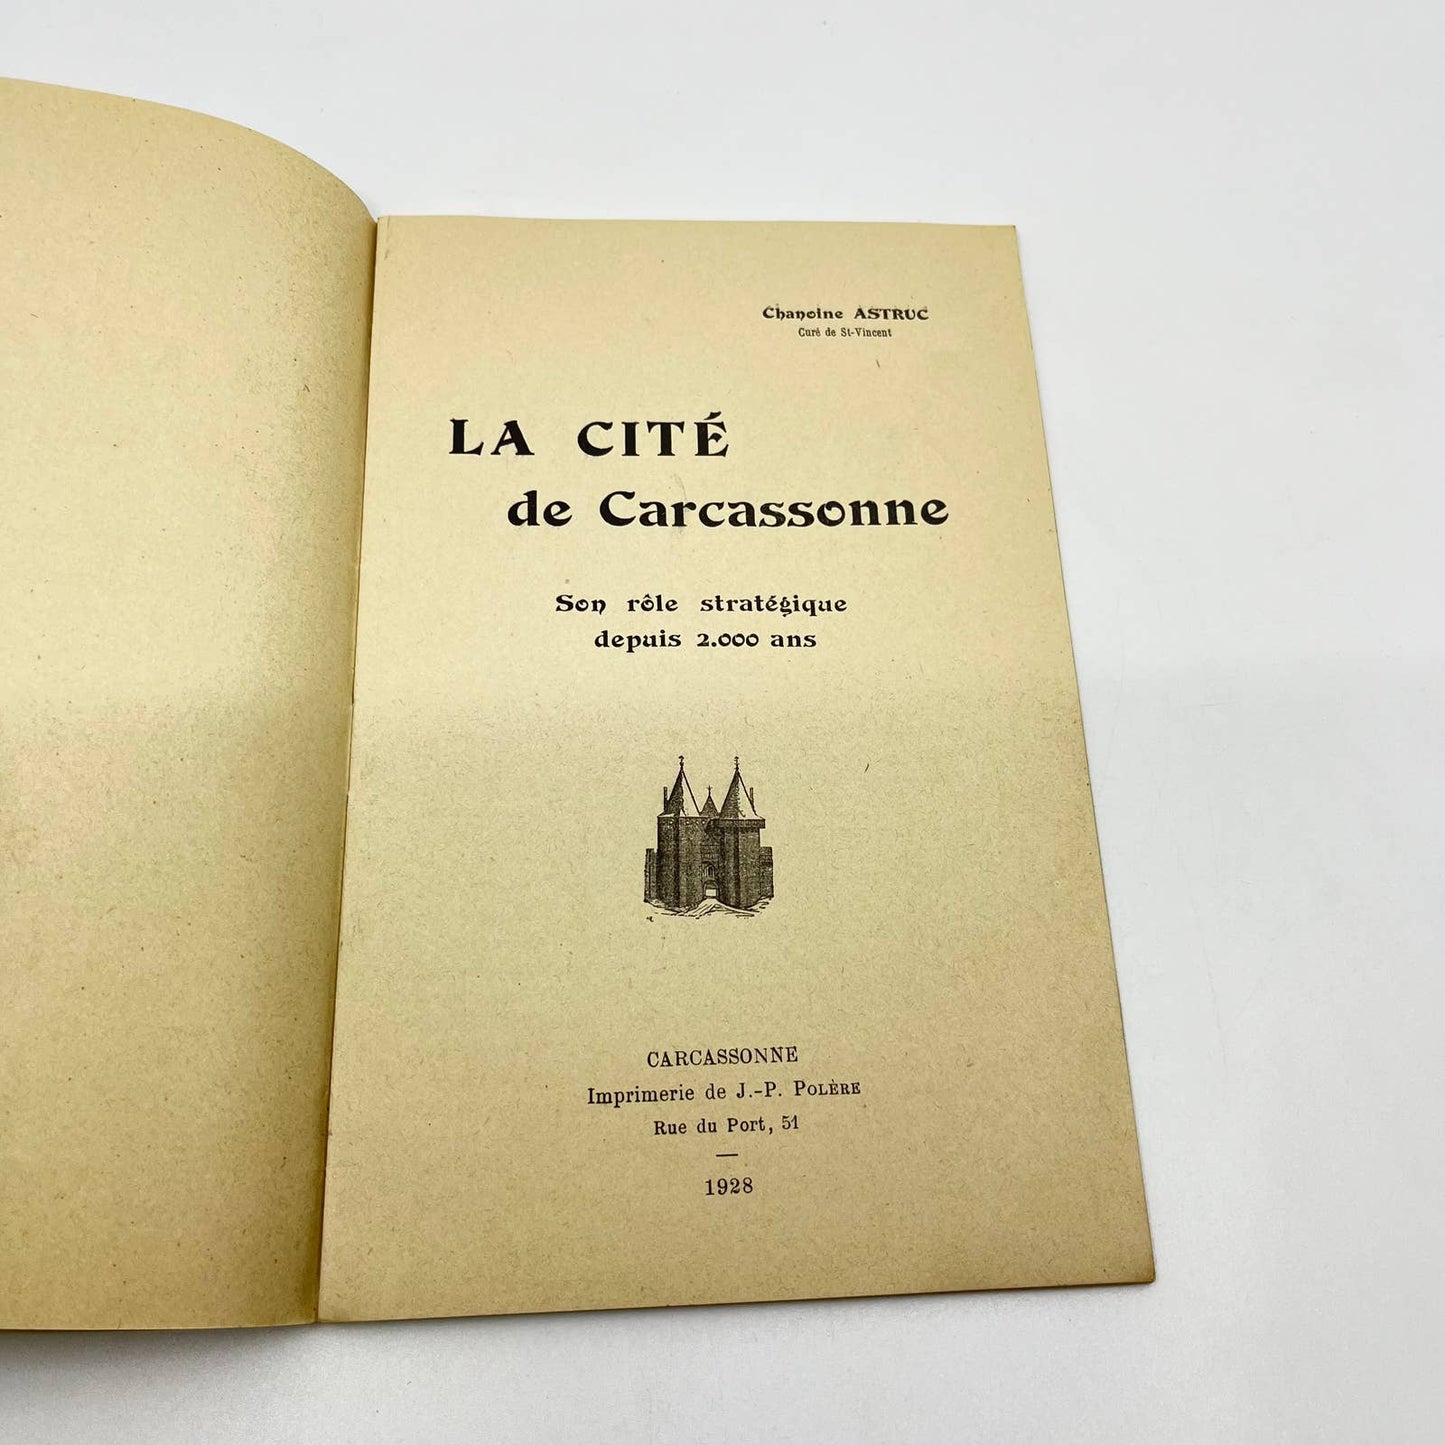 Chanoine ASTRUC
Curé de St-Vincent
LA CITÉ
de Carcassonne
Son rôle stratégique
depuis 2.000 ans
CARCASSONNE
Imprimerie de J.-P. POLÈRE
Rue du Port, 51
—
1928